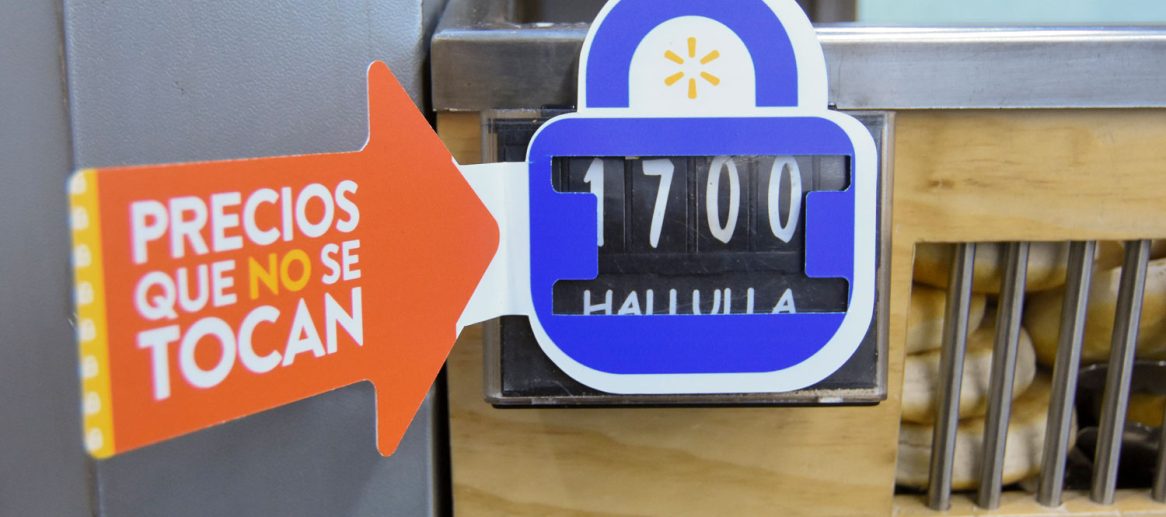 PRECIOS
QUE NO SE
TOCAN
1700
HALLULLA